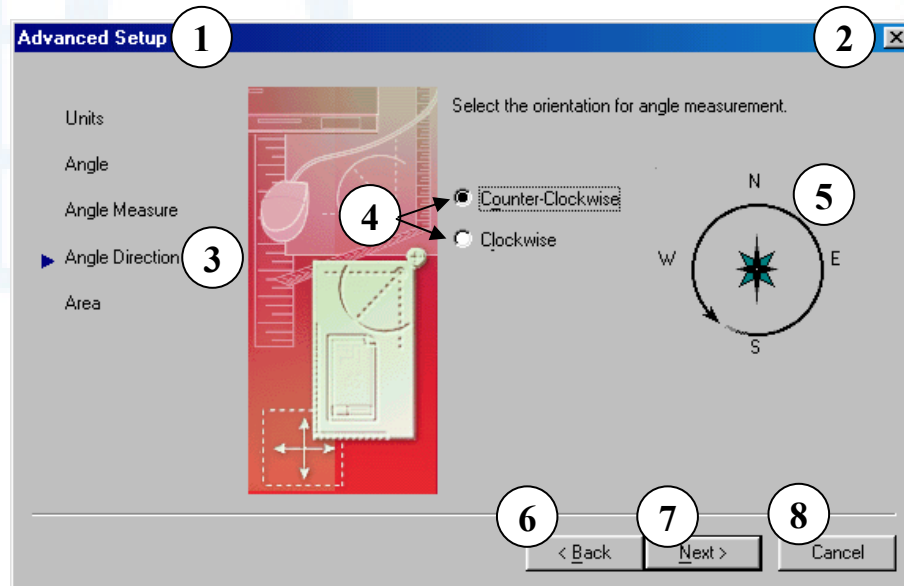 Advanced Setup 1 2
Units
Angle
Angle Measure
Angle Direction 3
Area
Select the orientation for angle measurement.
4
Counter-Clockwise
Clockwise
5
N
W E
S
6 7 8
< Back Next > Cancel